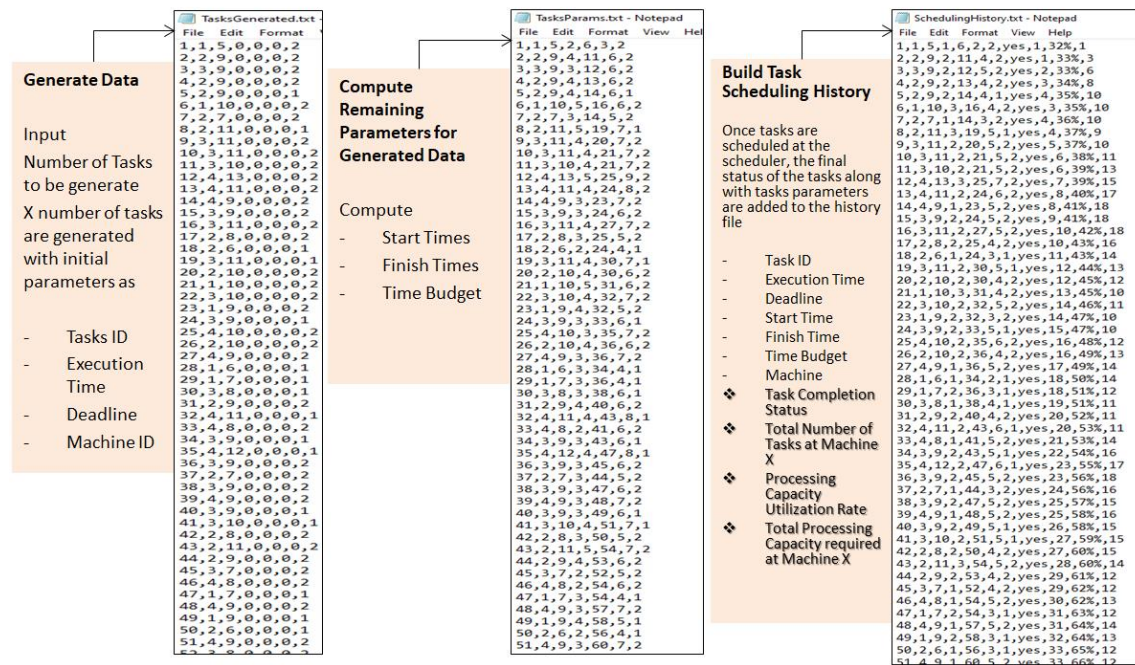 Generate Data
Input
Number of Tasks
to be generate
X number of tasks
are generated
with initial
parameters as
- Tasks ID
- Execution
Time
- Deadline
- Machine ID
TasksGenerated.txt -
File Edit Format
1,1,5,0,0,0,2
2,2,9,0,0,0,2
3,3,9,0,0,0,2
4,2,9,0,0,0,2
5,2,9,0,0,0,1
6,1,10,0,0,0,2
7,2,7,0,0,0,2
8,2,11,0,0,0,1
9,3,11,0,0,0,2
10,3,11,0,0,0,2
11,3,10,0,0,0,2
12,4,13,0,0,0,2
13,4,11,0,0,0,2
14,4,9,0,0,0,2
15,3,9,0,0,0,2
16,3,11,0,0,0,2
17,2,8,0,0,0,2
18,2,6,0,0,0,1
19,3,11,0,0,0,1
20,2,10,0,0,0,2
21,1,10,0,0,0,2
22,3,10,0,0,0,2
23,1,9,0,0,0,2
24,3,9,0,0,0,1
25,4,10,0,0,0,2
26,2,10,0,0,0,2
27,4,9,0,0,0,2
28,1,6,0,0,0,1
29,1,7,0,0,0,1
30,3,8,0,0,0,1
31,2,9,0,0,0,2
32,4,11,0,0,0,1
33,4,8,0,0,0,2
34,3,9,0,0,0,1
35,4,12,0,0,0,1
36,3,9,0,0,0,2
37,2,7,0,0,0,2
38,3,9,0,0,0,2
39,4,9,0,0,0,2
40,3,9,0,0,0,1
41,3,10,0,0,0,1
42,2,8,0,0,0,2
43,2,11,0,0,0,2
44,2,9,0,0,0,2
45,3,7,0,0,0,2
46,4,8,0,0,0,2
47,1,7,0,0,0,1
48,4,9,0,0,0,2
49,1,9,0,0,0,1
50,2,6,0,0,0,1
51,4,9,0,0,0,2
Compute
Remaining
Parameters for
Generated Data
Compute
- Start Times
- Finish Times
- Time Budget
TasksParams.txt - Notepad
File Edit Format View Hel
1,1,5,2,6,3,2
2,2,9,4,11,6,2
3,3,9,3,12,6,2
4,2,9,4,13,6,2
5,2,9,4,14,6,1
6,1,10,5,16,6,2
7,2,7,3,14,5,2
8,2,11,5,19,7,1
9,3,11,4,20,7,2
10,3,11,4,21,7,2
11,3,10,4,21,7,2
12,4,13,5,25,9,2
13,4,11,4,24,8,2
14,4,9,3,23,7,2
15,3,9,3,24,6,2
16,3,11,4,27,7,2
17,2,8,3,25,5,2
18,2,6,2,24,4,1
19,3,11,4,30,7,1
20,2,10,4,30,6,2
21,1,10,5,31,6,2
22,3,10,4,32,7,2
23,1,9,4,32,5,2
24,3,9,3,33,6,1
25,4,10,3,35,7,2
26,2,10,4,36,6,2
27,4,9,3,36,7,2
28,1,6,3,34,4,1
29,1,7,3,36,4,1
30,3,8,3,38,6,1
31,2,9,4,40,6,2
32,4,11,4,43,8,1
33,4,8,2,41,6,2
34,3,9,3,43,6,1
35,4,12,4,47,8,1
36,3,9,3,45,6,2
37,2,7,3,44,5,2
38,3,9,3,47,6,2
39,4,9,3,48,7,2
40,3,9,3,49,6,1
41,3,10,4,51,7,1
42,2,8,3,50,5,2
43,2,11,5,54,7,2
44,2,9,4,53,6,2
45,3,7,2,52,5,2
46,4,8,2,54,6,2
47,1,7,3,54,4,1
48,4,9,3,57,7,2
49,1,9,4,58,5,1
50,2,6,2,56,4,1
51,4,9,3,60,7,2
Build Task
Scheduling History
Once tasks are
scheduled at the
scheduler, the final
status of the tasks along
with tasks parameters
are added to the history
file
- Task ID
- Execution Time
- Deadline
- Start Time
- Finish Time
- Time Budget
- Machine
❖ Task Completion
Status
❖ Total Number of
Tasks at Machine
X
❖ Processing
Capacity
Utilization Rate
❖ Total Processing
Capacity required
at Machine X
SchedulingHistory.txt - Notepad
File Edit Format View Help
1,1,5,1,6,2,2,yes,1,32%,1
2,2,9,2,11,4,2,yes,1,33%,3
3,3,9,2,12,5,2,yes,2,33%,6
4,2,9,2,13,4,2,yes,3,34%,8
5,2,9,2,14,4,1,yes,4,35%,10
6,1,10,3,16,4,2,yes,3,35%,10
7,2,7,1,14,3,2,yes,4,36%,10
8,2,11,3,19,5,1,yes,4,37%,9
9,3,11,2,20,5,2,yes,5,37%,10
10,3,11,2,21,5,2,yes,6,38%,11
11,3,10,2,21,5,2,yes,6,39%,13
12,4,13,3,25,7,2,yes,7,39%,15
13,4,11,2,24,6,2,yes,8,40%,17
14,4,9,1,23,5,2,yes,8,41%,18
15,3,9,2,24,5,2,yes,9,41%,18
16,3,11,2,27,5,2,yes,10,42%,18
17,2,8,2,25,4,2,yes,10,43%,16
18,2,6,1,24,3,1,yes,11,43%,14
19,3,11,2,30,5,1,yes,12,44%,13
20,2,10,2,30,4,2,yes,12,45%,12
21,1,10,3,31,4,2,yes,13,45%,10
22,3,10,2,32,5,2,yes,14,46%,11
23,1,9,2,32,3,2,yes,14,47%,10
24,3,9,2,33,5,1,yes,15,47%,10
25,4,10,2,35,6,2,yes,16,48%,12
26,2,10,2,36,4,2,yes,16,49%,13
27,4,9,1,36,5,2,yes,17,49%,14
28,1,6,1,34,2,1,yes,18,50%,14
29,1,7,2,36,3,1,yes,18,51%,12
30,3,8,1,38,4,1,yes,19,51%,11
31,2,9,2,40,4,2,yes,20,52%,11
32,4,11,2,43,6,1,yes,20,53%,11
33,4,8,1,41,5,2,yes,21,53%,14
34,3,9,2,43,5,1,yes,22,54%,16
35,4,12,2,47,6,1,yes,23,55%,17
36,3,9,2,45,5,2,yes,23,56%,18
37,2,7,1,44,3,2,yes,24,56%,16
38,3,9,2,47,5,2,yes,25,57%,15
39,4,9,1,48,5,2,yes,25,58%,16
40,3,9,2,49,5,1,yes,26,58%,15
41,3,10,2,51,5,1,yes,27,59%,15
42,2,8,2,50,4,2,yes,27,60%,15
43,2,11,3,54,5,2,yes,28,60%,14
44,2,9,2,53,4,2,yes,29,61%,12
45,3,7,1,52,4,2,yes,29,62%,12
46,4,8,1,54,5,2,yes,30,62%,13
47,1,7,2,54,3,1,yes,31,63%,12
48,4,9,1,57,5,2,yes,31,64%,14
49,1,9,2,58,3,1,yes,32,64%,13
50,2,6,1,56,3,1,yes,33,65%,12
51,4,9,1,60,5,2,yes,33,66%,12